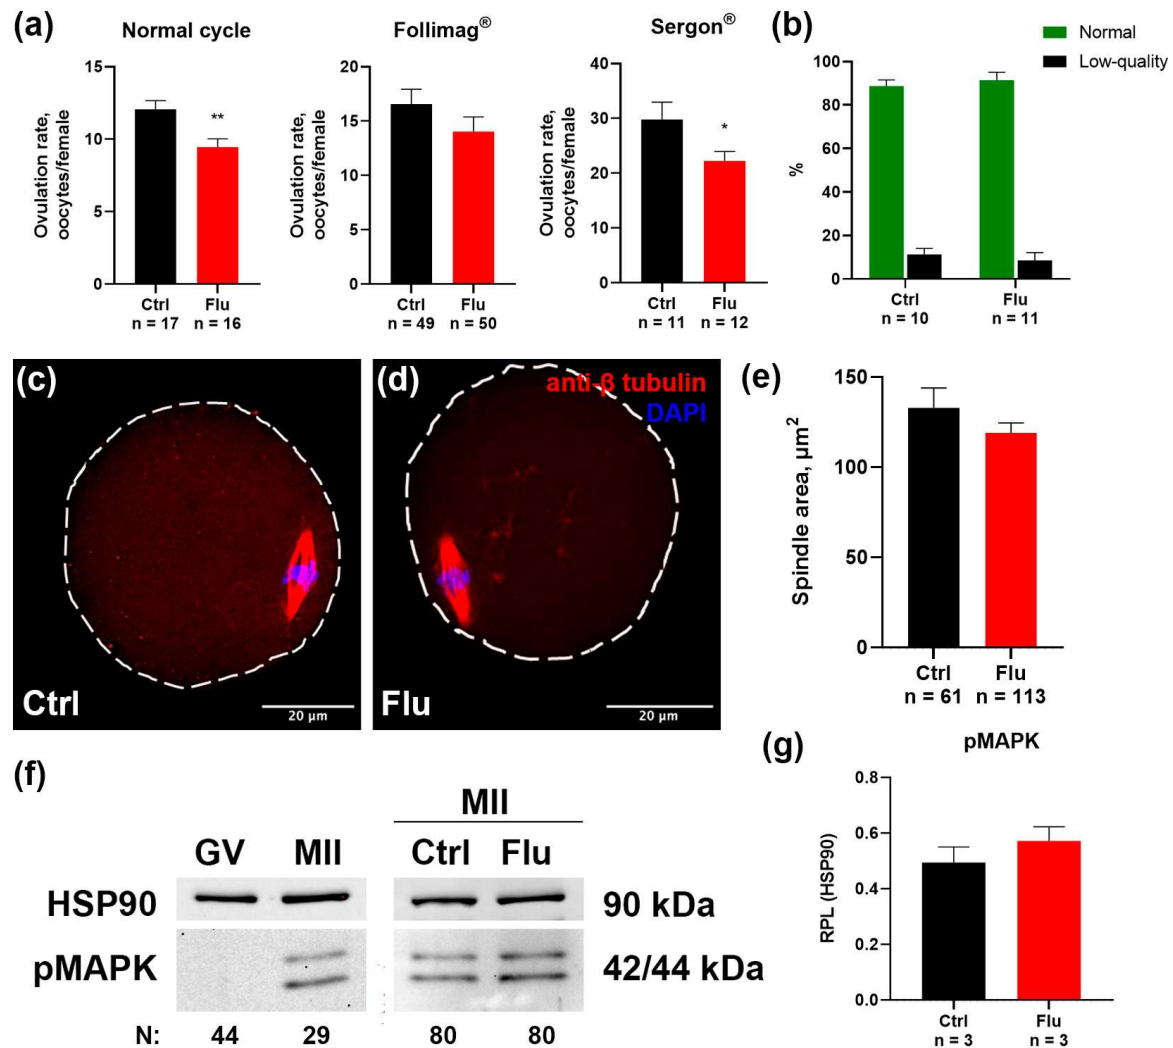 (a)
Normal cycle
Ovulation rate,
oocytes/female
15
10
5
0
Ctrl
n = 17
Flu
n = 16
**
Follimag®
Ovulation rate,
oocytes/female
20
15
10
5
0
Ctrl
n = 49
Flu
n = 50
Sergon®
Ovulation rate,
oocytes/female
40
30
20
10
0
Ctrl
n = 11
Flu
n = 12
*
(b)
Normal
Low-quality
%
100
80
60
40
20
0
Ctrl
n = 10
Flu
n = 11
(c)
Ctrl
20 μm
(d)
anti-β tubulin
DAPI
Flu
20 μm
(e)
Spindle area, μm²
150
100
50
0
Ctrl
n = 61
Flu
n = 113
(f)
MII
GV MII Ctrl Flu
HSP90 90 kDa
pMAPK 42/44 kDa
N: 44 29 80 80
(g)
pMAPK
RPL (HSP90)
0.8
0.6
0.4
0.2
0.0
Ctrl
n = 3
Flu
n = 3